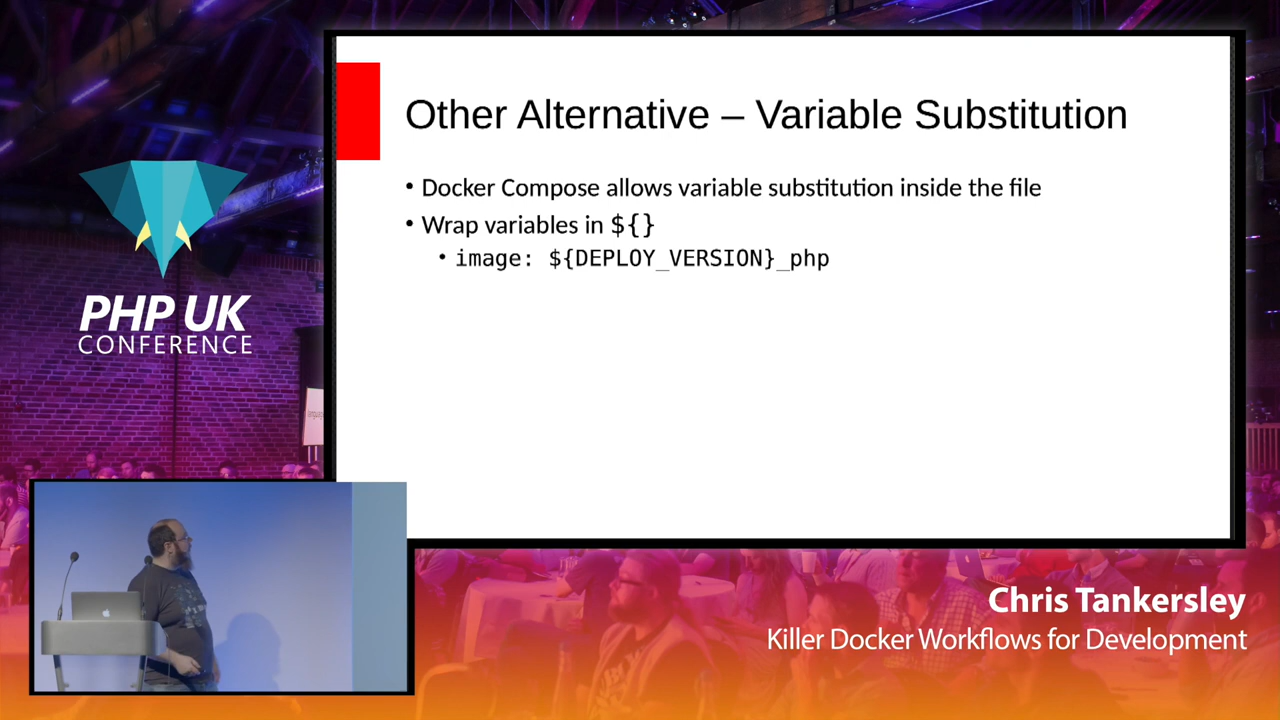 Other Alternative – Variable Substitution
• Docker Compose allows variable substitution inside the file
• Wrap variables in ${}
• image: ${DEPLOY_VERSION}_php
PHP UK
CONFERENCE
Chris Tankersley
Killer Docker Workflows for Development